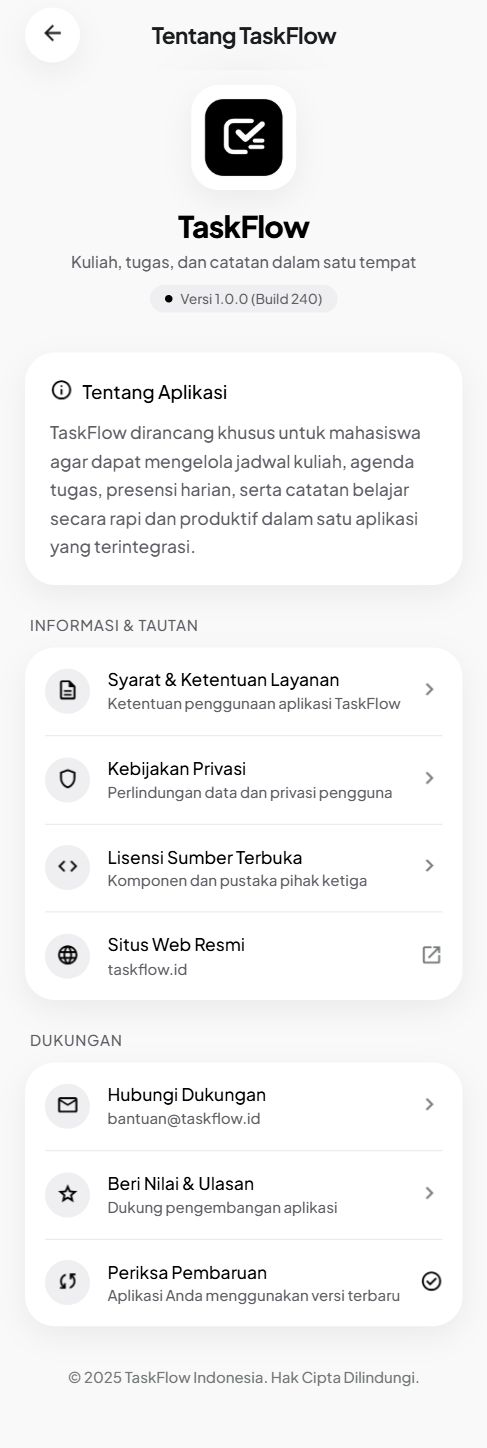 Tentang TaskFlow
TaskFlow
Kuliah, tugas, dan catatan dalam satu tempat
Versi 1.0.0 (Build 240)
Tentang Aplikasi
TaskFlow dirancang khusus untuk mahasiswa
agar dapat mengelola jadwal kuliah, agenda
tugas, presensi harian, serta catatan belajar
secara rapi dan produktif dalam satu aplikasi
yang terintegrasi.
INFORMASI & TAUTAN
Syarat & Ketentuan Layanan
Ketentuan penggunaan aplikasi TaskFlow
Kebijakan Privasi
Perlindungan data dan privasi pengguna
Lisensi Sumber Terbuka
Komponen dan pustaka pihak ketiga
Situs Web Resmi
taskflow.id
DUKUNGAN
Hubungi Dukungan
bantuan@taskflow.id
Beri Nilai & Ulasan
Dukung pengembangan aplikasi
Periksa Pembaruan
Aplikasi Anda menggunakan versi terbaru
© 2025 TaskFlow Indonesia. Hak Cipta Dilindungi.